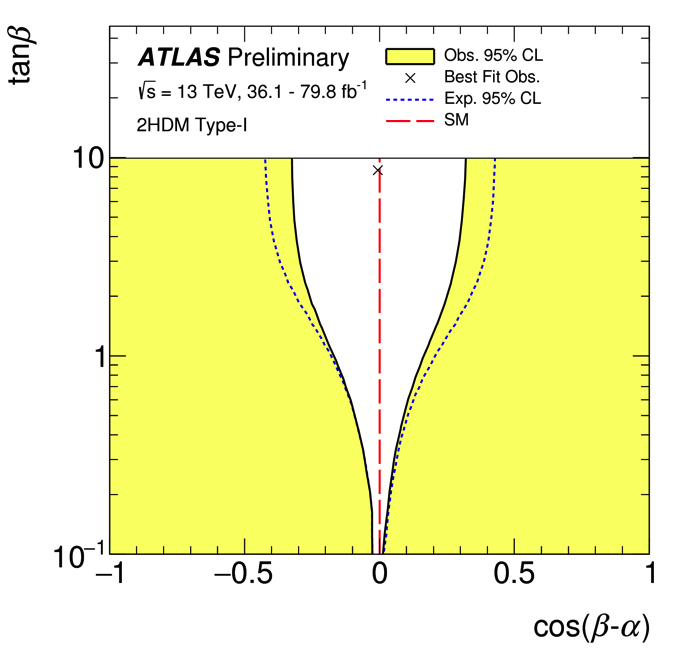 tanβ
ATLAS Preliminary
√s = 13 TeV, 36.1 - 79.8 fb⁻¹
2HDM Type-I
Obs. 95% CL
Best Fit Obs.
Exp. 95% CL
SM
10
1
10⁻¹
−1
−0.5
0
0.5
1
cos(β-α)